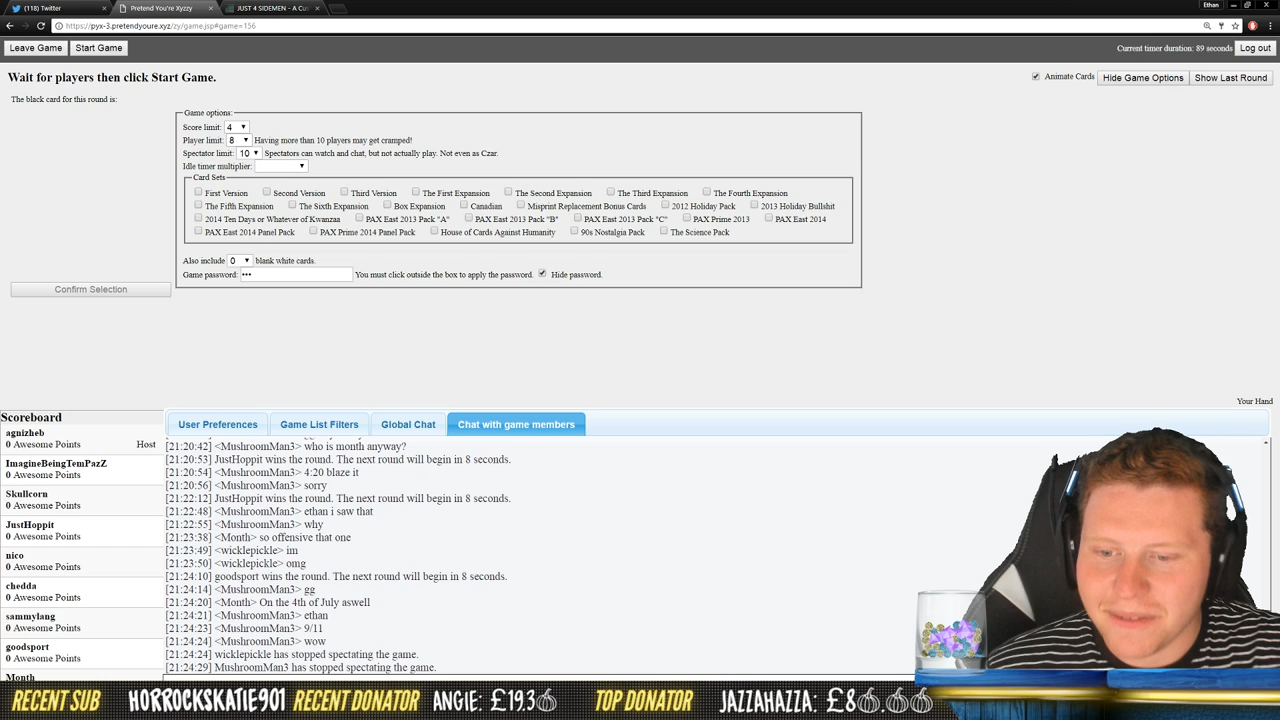 (118) Twitter
Pretend You're Xyzzy
JUST 4 SIDEMEN - A Cu
Ethan
https://pyx-3.pretendyoure.xyz/zy/game.jsp#game=156
Leave Game
Start Game
Current timer duration: 89 seconds
Log out
Wait for players then click Start Game.
Animate Cards
Hide Game Options
Show Last Round
The black card for this round is:
Game options:
Score limit: 4
Player limit: 8 Having more than 10 players may get cramped!
Spectator limit: 10 Spectators can watch and chat, but not actually play. Not even as Czar.
Idle timer multiplier:
Card Sets
First Version Second Version Third Version The First Expansion The Second Expansion The Third Expansion The Fourth Expansion
The Fifth Expansion The Sixth Expansion Box Expansion Canadian Misprint Replacement Bonus Cards 2012 Holiday Pack 2013 Holiday Bullshit
2014 Ten Days or Whatever of Kwanzaa PAX East 2013 Pack "A" PAX East 2013 Pack "B" PAX East 2013 Pack "C" PAX Prime 2013 PAX East 2014
PAX East 2014 Panel Pack PAX Prime 2014 Panel Pack House of Cards Against Humanity 90s Nostalgia Pack The Science Pack
Also include 0 blank white cards.
Game password: ••• You must click outside the box to apply the password. Hide password.
Confirm Selection
Your Hand
Scoreboard
agnizheb
0 Awesome Points Host
ImagineBeingTemPazZ
0 Awesome Points
Skullcorn
0 Awesome Points
JustHoppit
0 Awesome Points
nico
0 Awesome Points
chedda
0 Awesome Points
sammylang
0 Awesome Points
goodsport
0 Awesome Points
Month
User Preferences
Game List Filters
Global Chat
Chat with game members
[21:20:42] <MushroomMan3> who is month anyway?
[21:20:53] JustHoppit wins the round. The next round will begin in 8 seconds.
[21:20:54] <MushroomMan3> 4:20 blaze it
[21:20:56] <MushroomMan3> sorry
[21:22:12] JustHoppit wins the round. The next round will begin in 8 seconds.
[21:22:48] <MushroomMan3> ethan i saw that
[21:22:55] <MushroomMan3> why
[21:23:38] <Month> so offensive that one
[21:23:49] <wicklepickle> im
[21:23:50] <wicklepickle> omg
[21:24:10] goodsport wins the round. The next round will begin in 8 seconds.
[21:24:14] <MushroomMan3> gg
[21:24:20] <Month> On the 4th of July aswell
[21:24:21] <MushroomMan3> ethan
[21:24:23] <MushroomMan3> 9/11
[21:24:24] <MushroomMan3> wow
[21:24:24] wicklepickle has stopped spectating the game.
[21:24:29] MushroomMan3 has stopped spectating the game.
RECENT SUB HORROCKSKATIE901 RECENT DONATOR ANGIE: £19.3 TOP DONATOR JAZZAHAZZA: £8